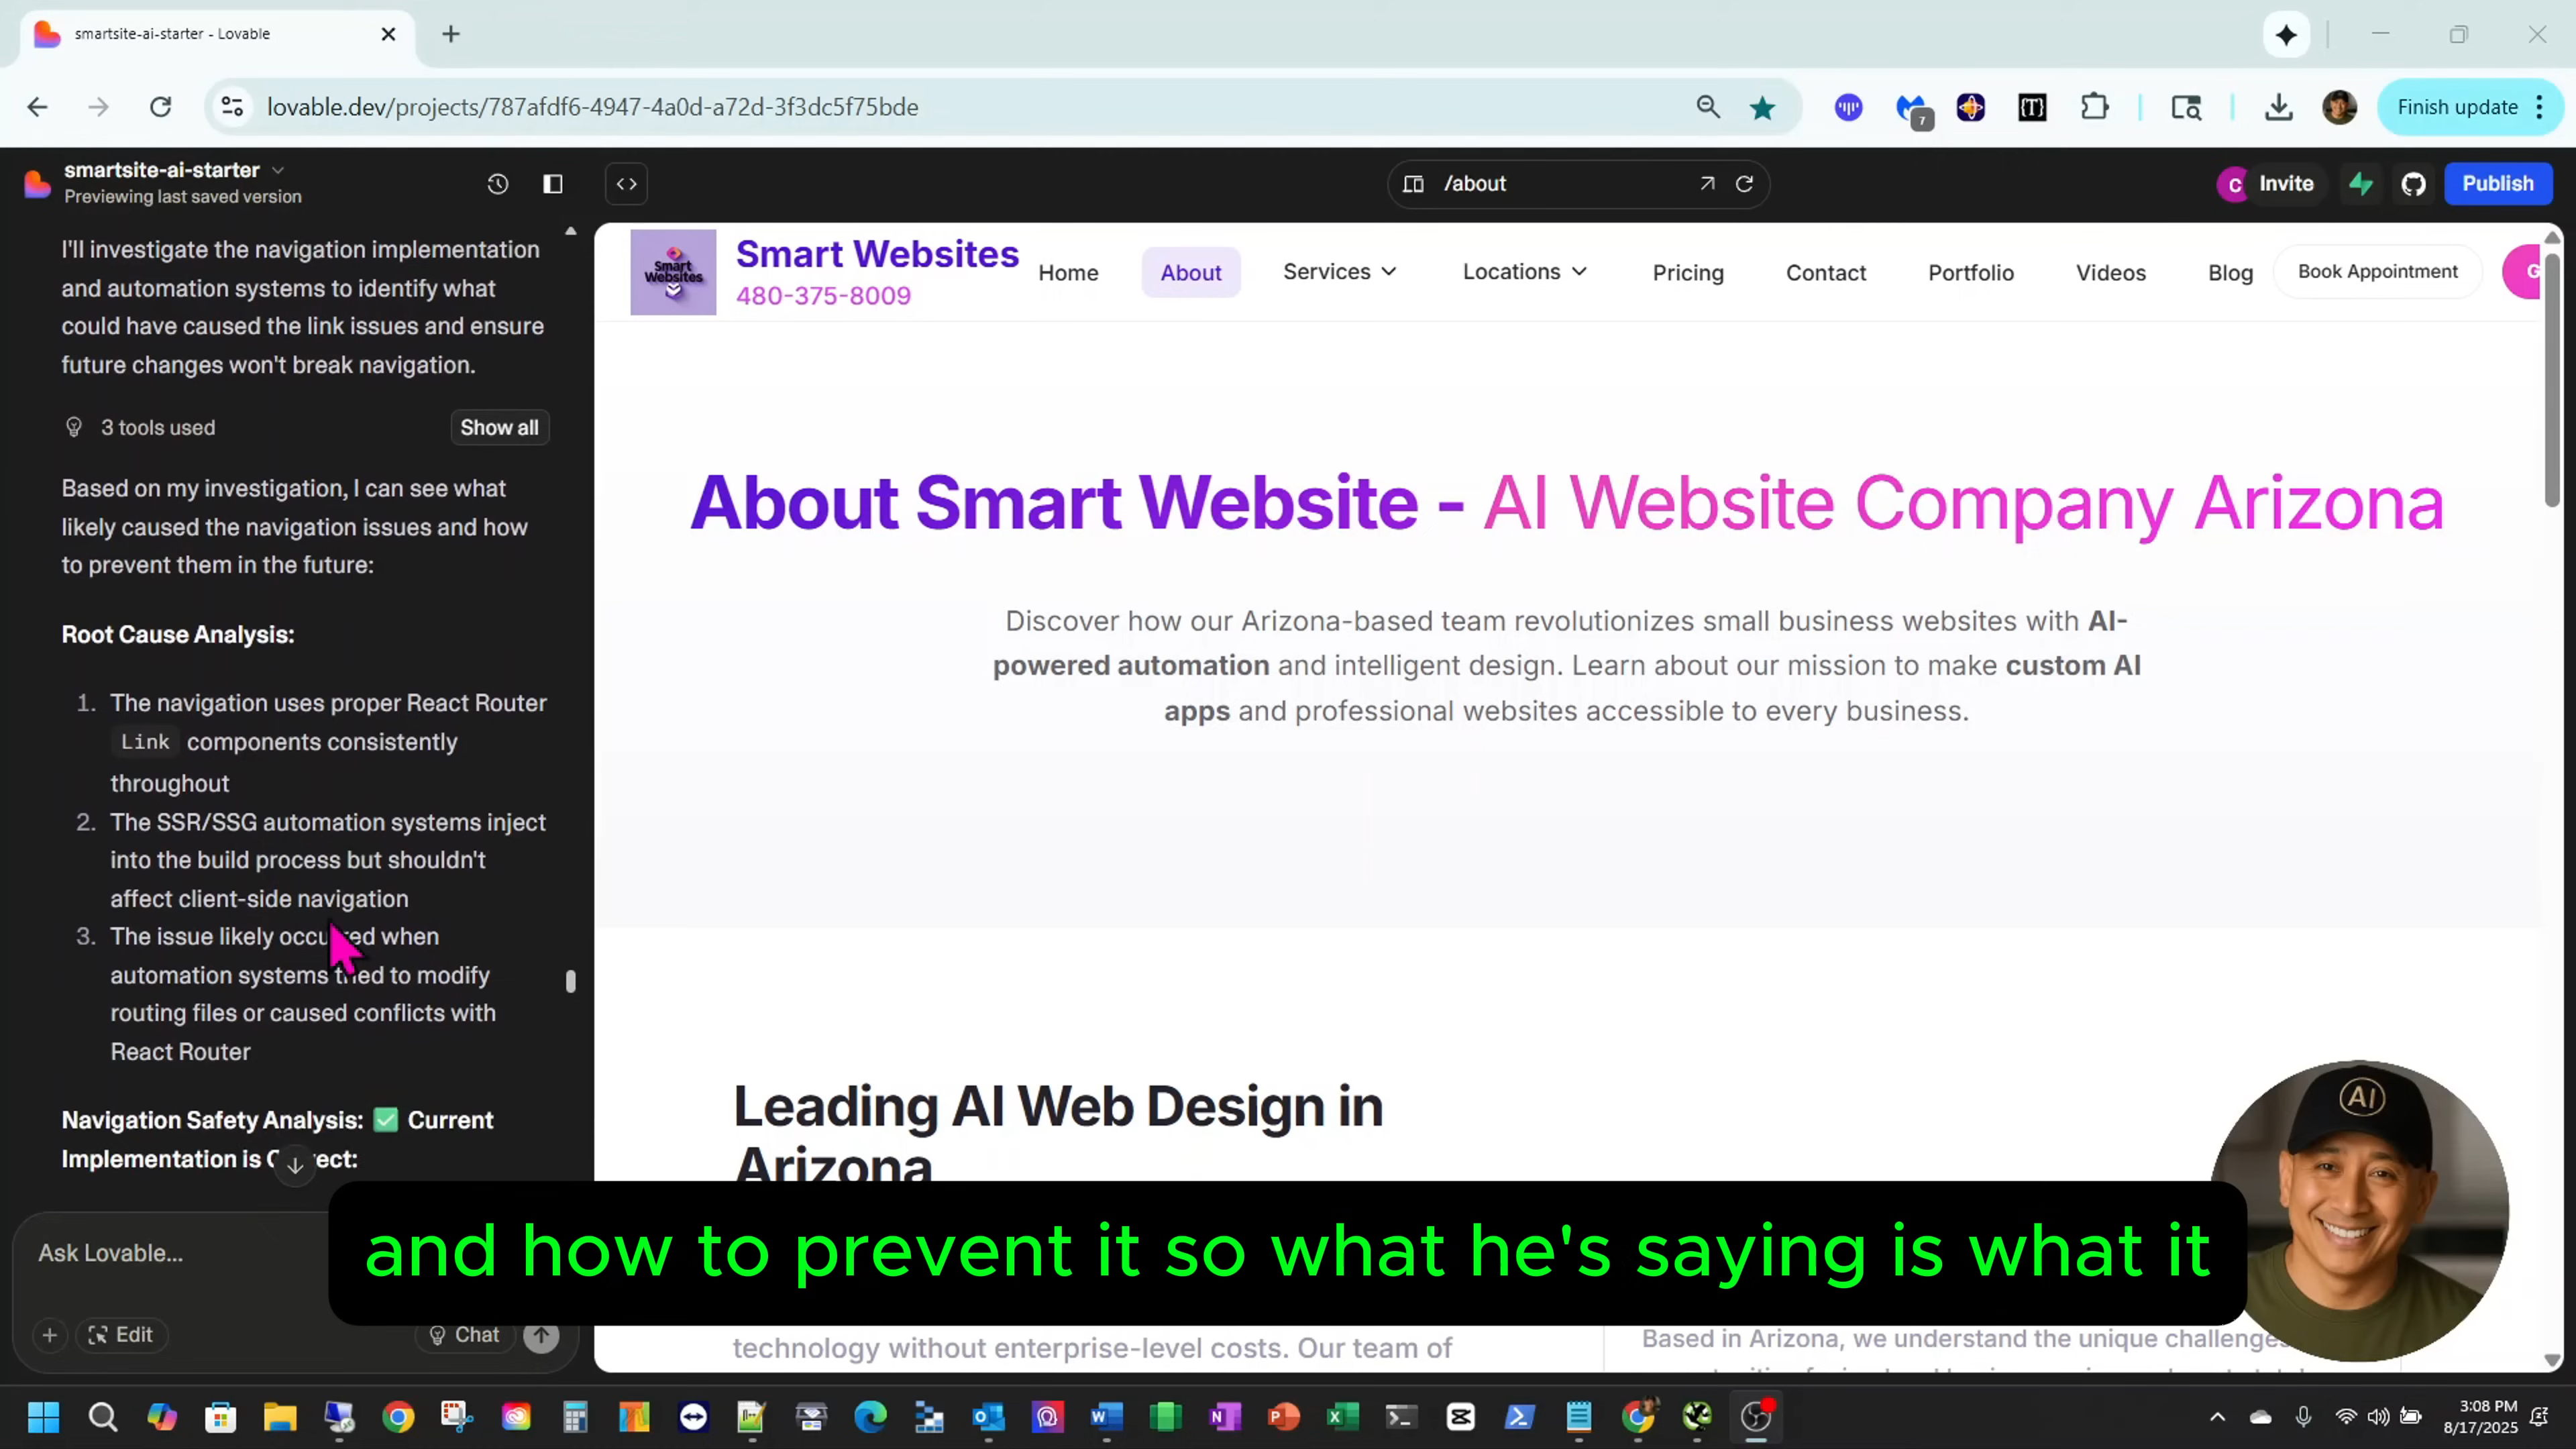 smartsite-ai-starter - Lovable
lovable.dev/projects/787afdf6-4947-4a0d-a72d-3f3dc5f75bde
7
Finish update
smartsite-ai-starter
Previewing last saved version
/about
C
Invite
Publish
I'll investigate the navigation implementation
and automation systems to identify what
could have caused the link issues and ensure
future changes won't break navigation.
3 tools used
Show all
Based on my investigation, I can see what
likely caused the navigation issues and how
to prevent them in the future:
Root Cause Analysis:
1. The navigation uses proper React Router
Link components consistently
throughout
2. The SSR/SSG automation systems inject
into the build process but shouldn't
affect client-side navigation
3. The issue likely occurred when
automation systems tried to modify
routing files or caused conflicts with
React Router
Navigation Safety Analysis: ✅ Current
Implementation is Correct:
Ask Lovable...
Edit
Chat
Smart Websites
Smart Websites
480-375-8009
Home
About
Services
Locations
Pricing
Contact
Portfolio
Videos
Blog
Book Appointment
G
About Smart Website - AI Website Company Arizona
Discover how our Arizona-based team revolutionizes small business websites with AI-
powered automation and intelligent design. Learn about our mission to make custom AI
apps and professional websites accessible to every business.
Leading AI Web Design in
Arizona
technology without enterprise-level costs. Our team of
Based in Arizona, we understand the unique challenges
AI
and how to prevent it so what he's saying is what it
3:08 PM
8/17/2025